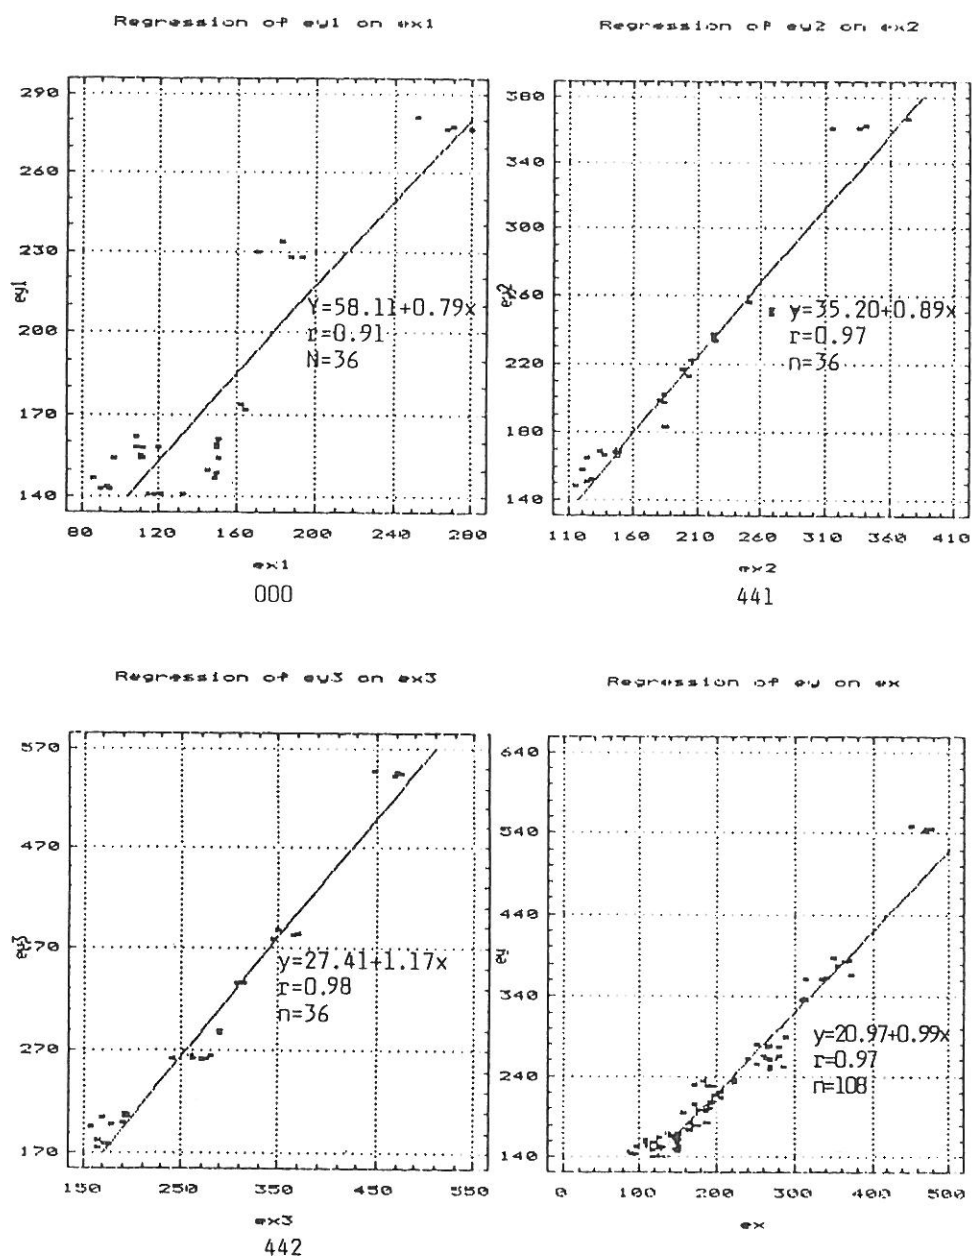 Regression of ey1 on ex1
290
260
230
200
170
140
ey1
Y=58.11+0.79x
r=0.91
N=36
80 120 160 200 240 280
ex1
000
Regression of ey2 on ex2
380
340
300
260
220
180
140
ey2
y=35.20+0.89x
r=0.97
n=36
110 160 210 260 310 360 410
ex2
441
Regression of ey3 on ex3
570
470
370
270
170
ey3
y=27.41+1.17x
r=0.98
n=36
150 250 350 450 550
ex3
442
Regression of ey on ex
640
540
440
340
240
140
ey
y=20.97+0.99x
r=0.97
n=108
0 100 200 300 400 500
ex